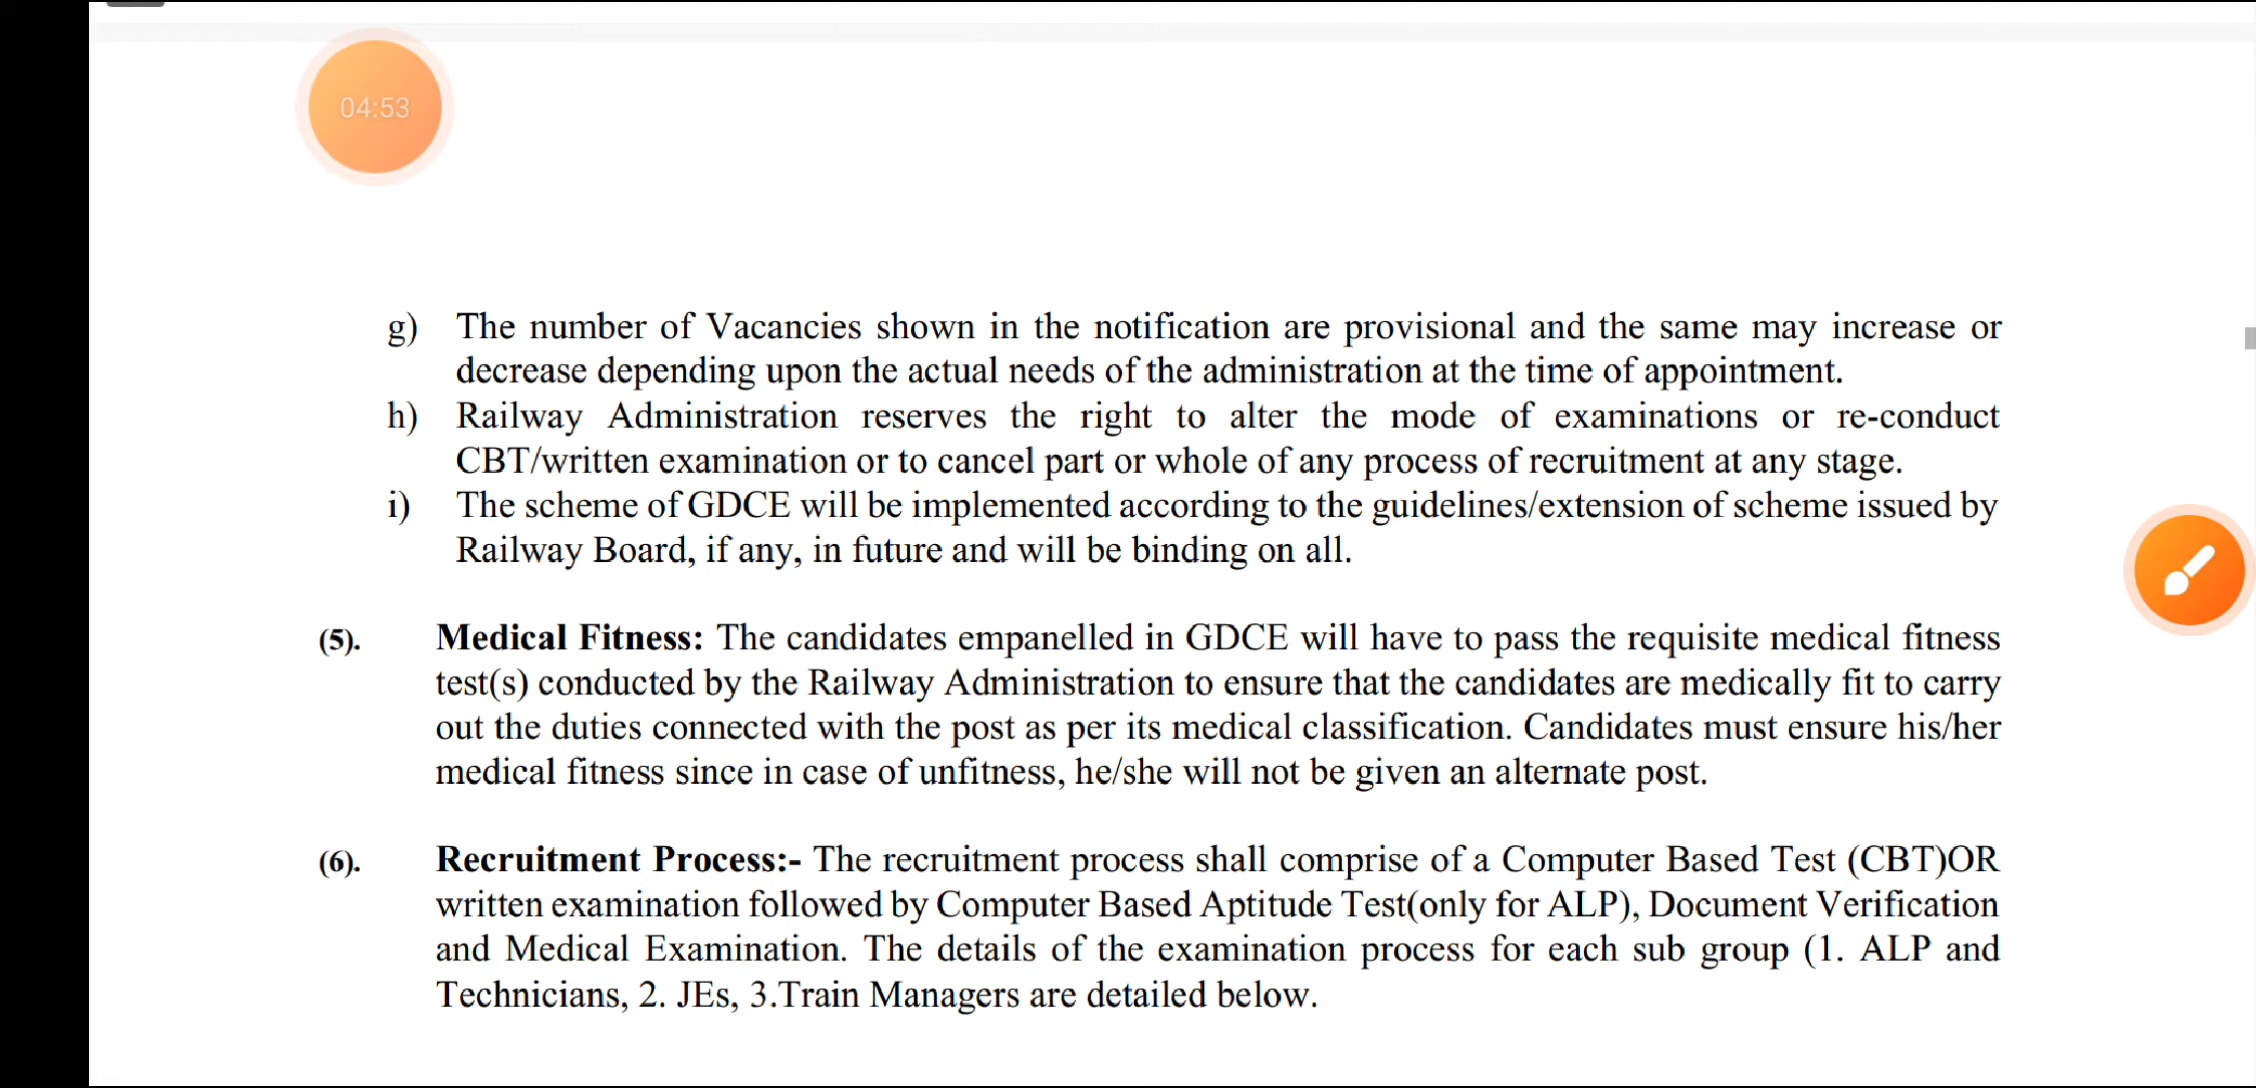 04:53
g) The number of Vacancies shown in the notification are provisional and the same may increase or
decrease depending upon the actual needs of the administration at the time of appointment.
h) Railway Administration reserves the right to alter the mode of examinations or re-conduct
CBT/written examination or to cancel part or whole of any process of recruitment at any stage.
i) The scheme of GDCE will be implemented according to the guidelines/extension of scheme issued by
Railway Board, if any, in future and will be binding on all.
(5). Medical Fitness: The candidates empanelled in GDCE will have to pass the requisite medical fitness
test(s) conducted by the Railway Administration to ensure that the candidates are medically fit to carry
out the duties connected with the post as per its medical classification. Candidates must ensure his/her
medical fitness since in case of unfitness, he/she will not be given an alternate post.
(6). Recruitment Process:- The recruitment process shall comprise of a Computer Based Test (CBT)OR
written examination followed by Computer Based Aptitude Test(only for ALP), Document Verification
and Medical Examination. The details of the examination process for each sub group (1. ALP and
Technicians, 2. JEs, 3.Train Managers are detailed below.